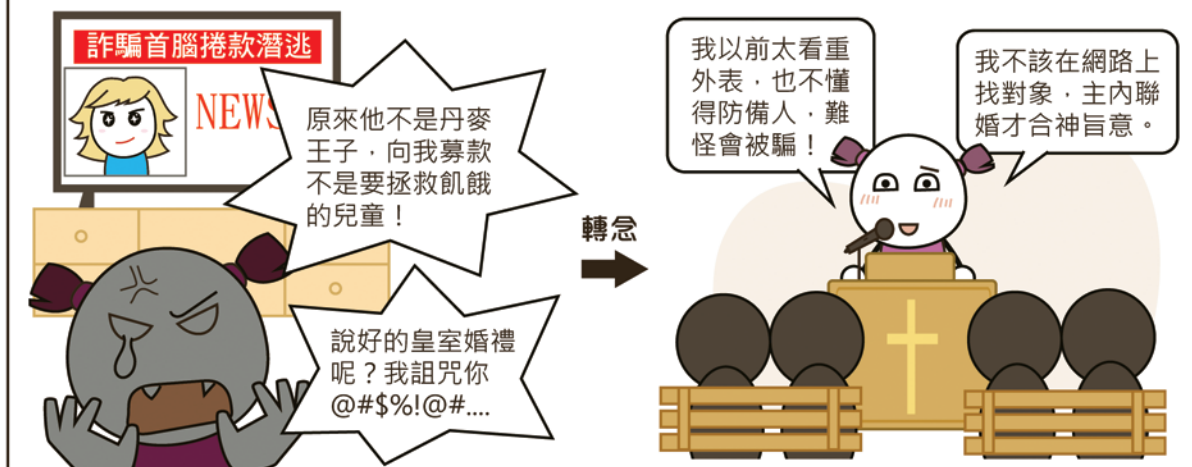 詐騙首腦捲款潛逃
NEWS
原來他不是丹麥
王子，向我募款
不是要拯救飢餓
的兒童！
說好的皇室婚禮
呢？我詛咒你
@#$%!@#....
轉念
我以前太看重
外表，也不懂
得防備人，難
怪會被騙！
我不該在網路上
找對象，主內聯
婚才合神旨意。